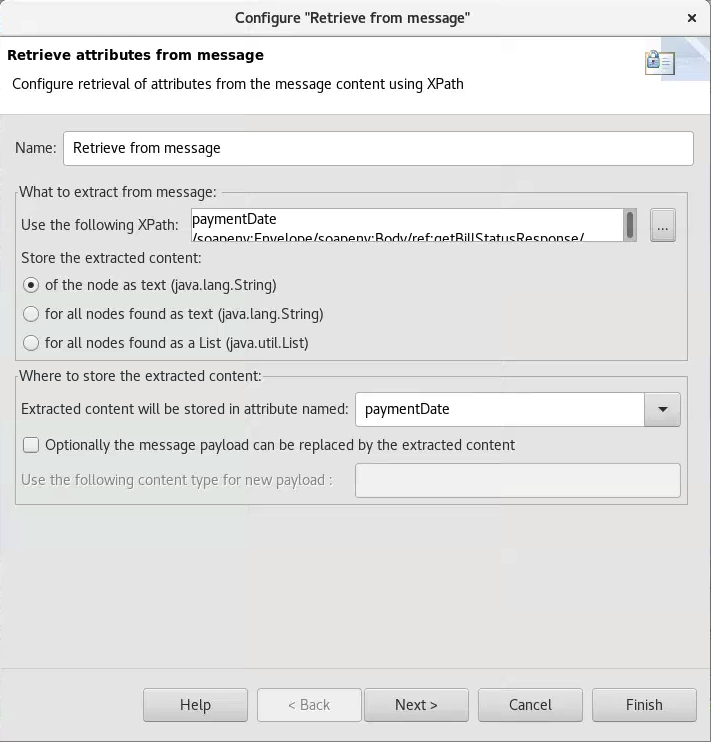 Configure "Retrieve from message"
Retrieve attributes from message
Configure retrieval of attributes from the message content using XPath
Name: Retrieve from message
What to extract from message:
Use the following XPath: paymentDate
/soapenv:Envelope/soapenv:Body/ref:getBillStatusResponse/
...
Store the extracted content:
of the node as text (java.lang.String)
for all nodes found as text (java.lang.String)
for all nodes found as a List (java.util.List)
Where to store the extracted content:
Extracted content will be stored in attribute named: paymentDate
Optionally the message payload can be replaced by the extracted content
Use the following content type for new payload :
Help < Back Next > Cancel Finish